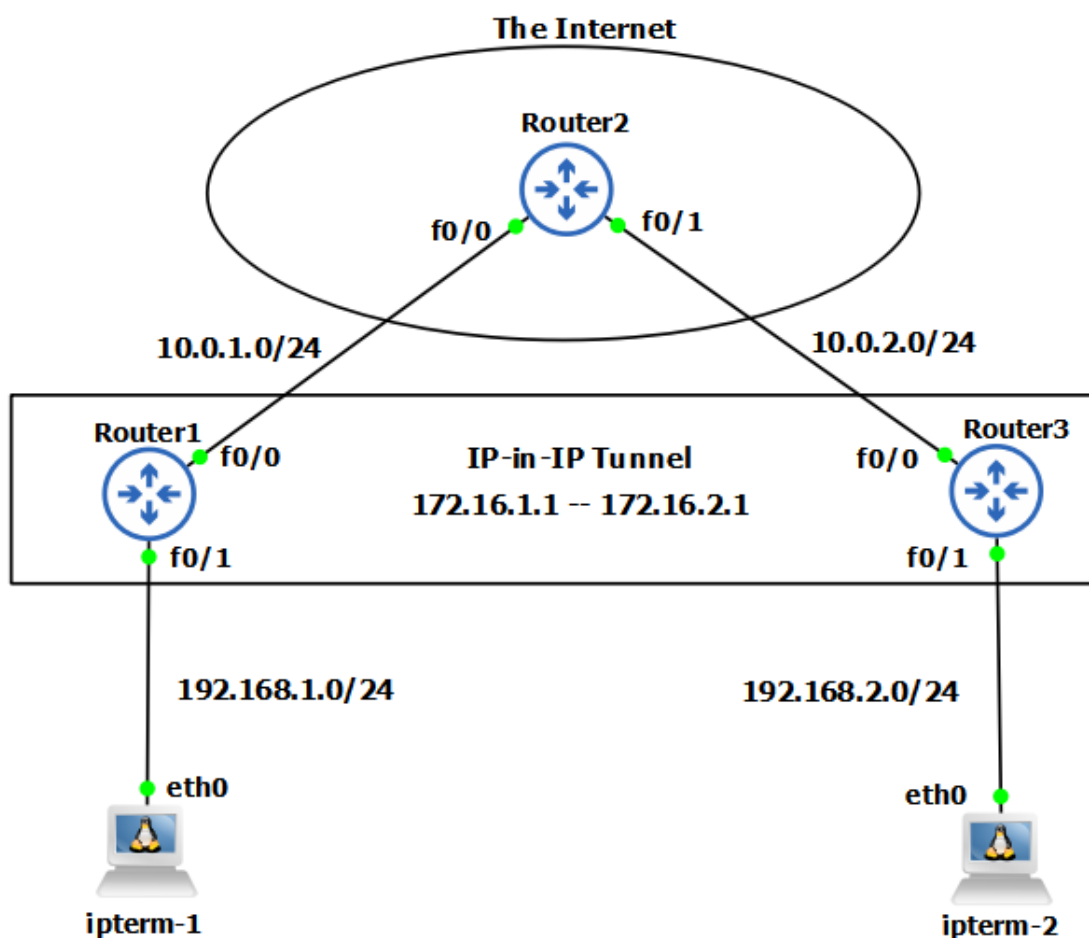 The Internet
Router2
f0/0
f0/1
10.0.1.0/24
10.0.2.0/24
Router1
f0/0
IP-in-IP Tunnel
172.16.1.1 -- 172.16.2.1
f0/0
Router3
f0/1
f0/1
192.168.1.0/24
192.168.2.0/24
eth0
eth0
ipterm-1
ipterm-2